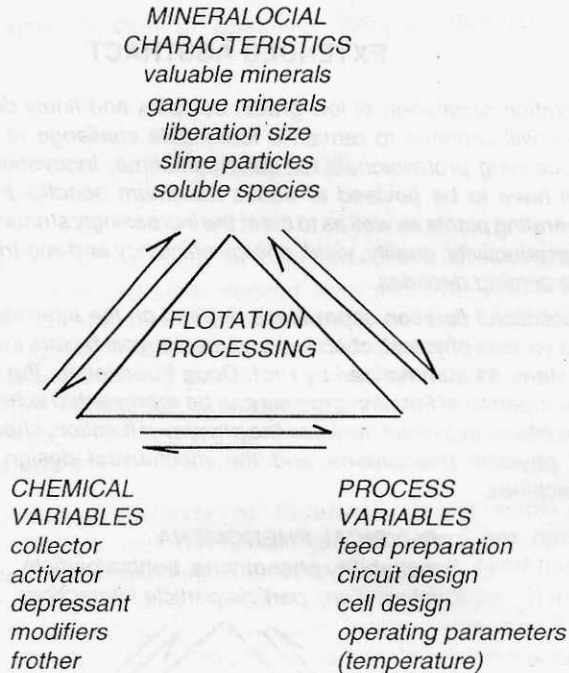 MINERALOCIAL
CHARACTERISTICS
valuable minerals
gangue minerals
liberation size
slime particles
soluble species
FLOTATION
PROCESSING
CHEMICAL
VARIABLES
collector
activator
depressant
modifiers
frother
PROCESS
VARIABLES
feed preparation
circuit design
cell design
operating parameters
(temperature)